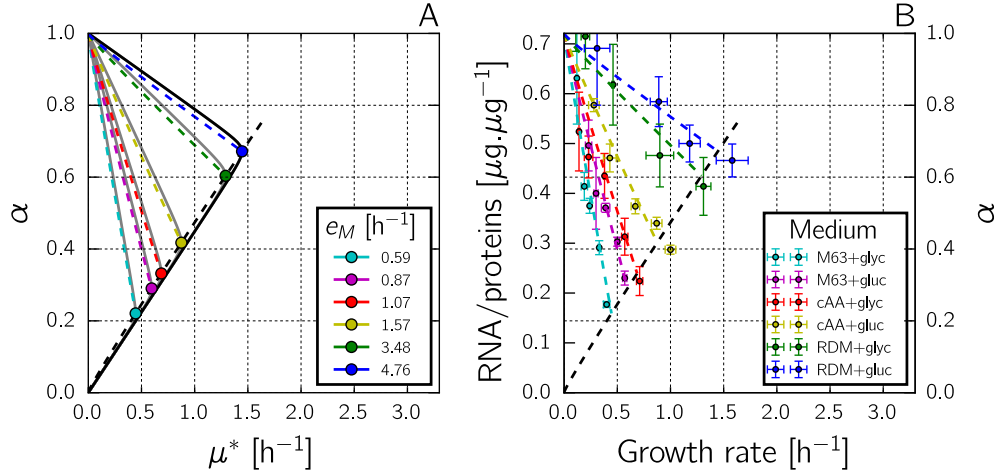 A
B
1.0
0.8
0.6
0.4
0.2
0.0
α
0.0 0.5 1.0 1.5 2.0 2.5 3.0
μ* [h⁻¹]
e_M [h⁻¹]
0.59
0.87
1.07
1.57
3.48
4.76
RNA/proteins [μg.μg⁻¹]
0.7
0.6
0.5
0.4
0.3
0.2
0.1
0.0
0.0 0.5 1.0 1.5 2.0 2.5 3.0
Growth rate [h⁻¹]
Medium
M63+glyc
M63+gluc
cAA+glyc
cAA+gluc
RDM+glyc
RDM+gluc
1.0
0.8
0.6
0.4
0.2
0.0
α